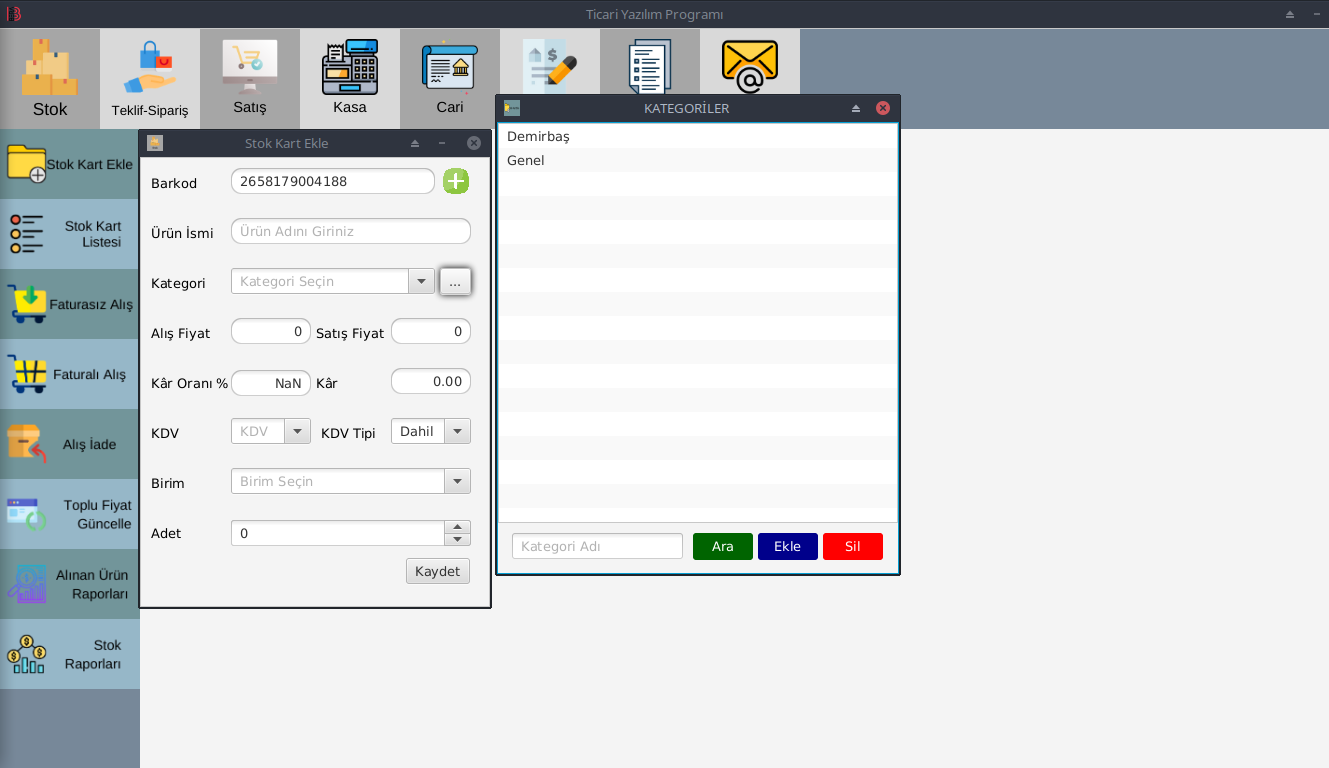 Ticari Yazılım Programı
Stok
Teklif-Sipariş
Satış
Kasa
Cari
Stok Kart Ekle
Stok Kart
Listesi
Faturasız Alış
Faturalı Alış
Alış İade
Toplu Fiyat
Güncelle
Alınan Ürün
Raporları
Stok
Raporları
Stok Kart Ekle
Barkod
2658179004188
Ürün İsmi
Ürün Adını Giriniz
Kategori
Kategori Seçin
...
Alış Fiyat
0
Satış Fiyat
0
Kâr Oranı %
NaN
Kâr
0.00
KDV
KDV
KDV Tipi
Dahil
Birim
Birim Seçin
Adet
0
Kaydet
KATEGORİLER
Demirbaş
Genel
Kategori Adı
Ara
Ekle
Sil